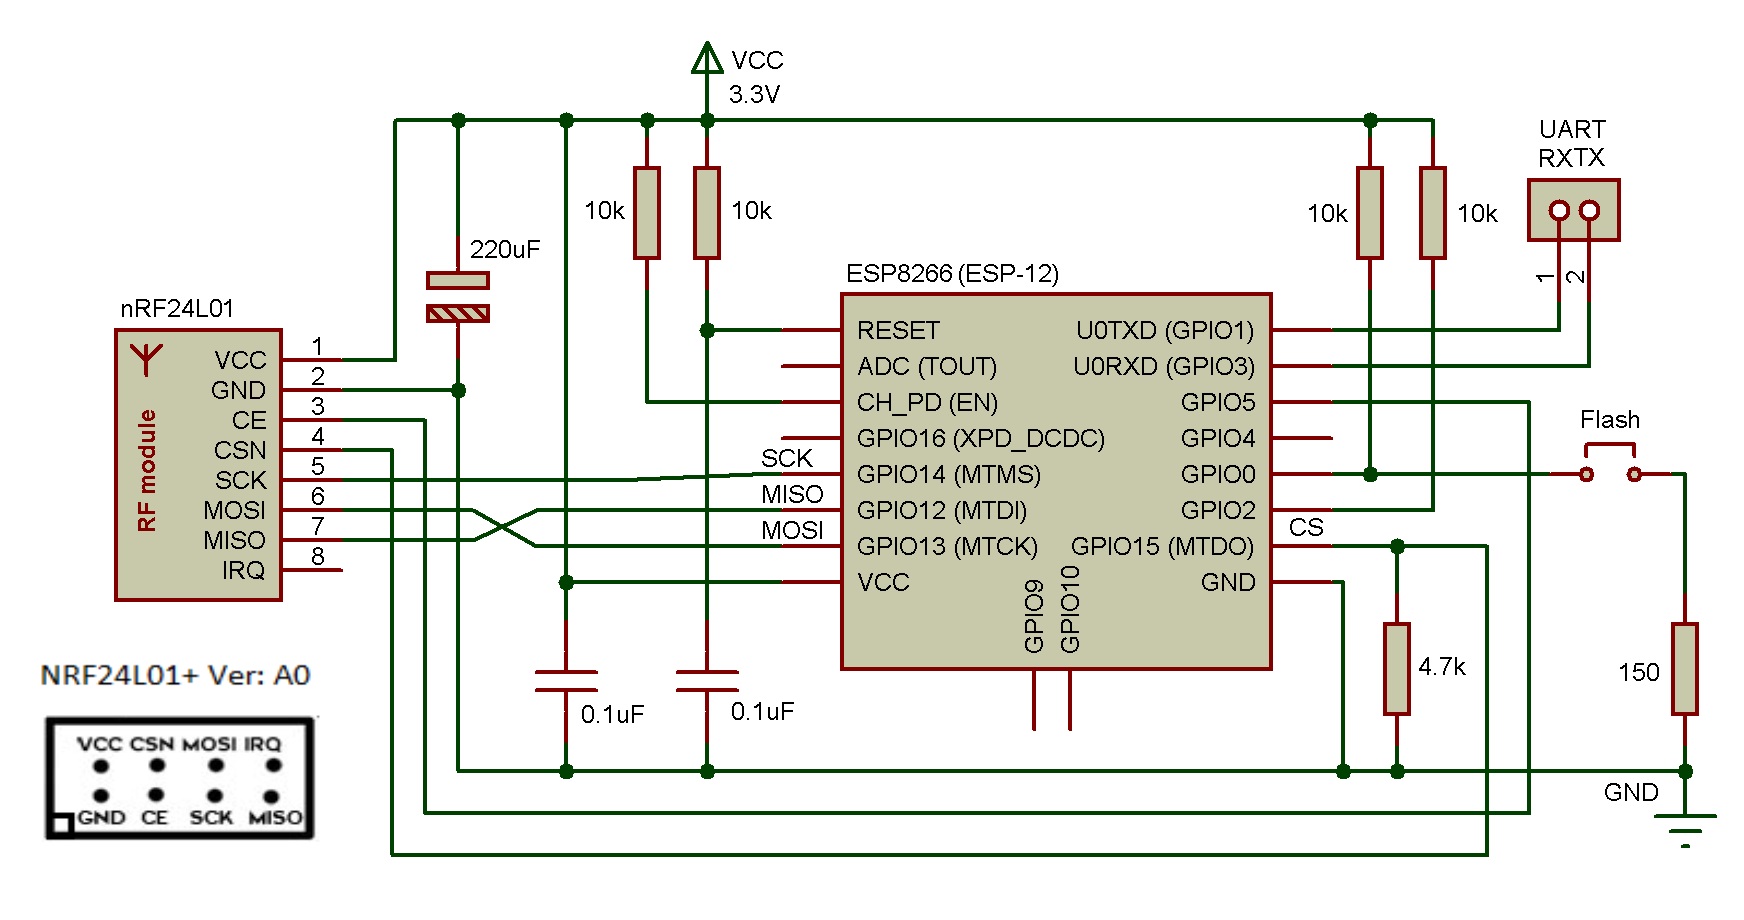 VCC
3.3V
UART
RXTX
10k
10k
10k
10k
220uF
1
2
nRF24L01
RF module
VCC 1
GND 2
CE 3
CSN 4
SCK 5
MOSI 6
MISO 7
IRQ 8
ESP8266 (ESP-12)
RESET
ADC (TOUT)
CH_PD (EN)
GPIO16 (XPD_DCDC)
SCK
GPIO14 (MTMS)
MISO
GPIO12 (MTDI)
MOSI
GPIO13 (MTCK)
VCC
U0TXD (GPIO1)
U0RXD (GPIO3)
GPIO5
GPIO4
GPIO0
GPIO2
CS
GPIO15 (MTDO)
GND
GPIO9
GPIO10
Flash
0.1uF
0.1uF
4.7k
150
GND
NRF24L01+ Ver: A0
VCC CSN MOSI IRQ
GND CE SCK MISO